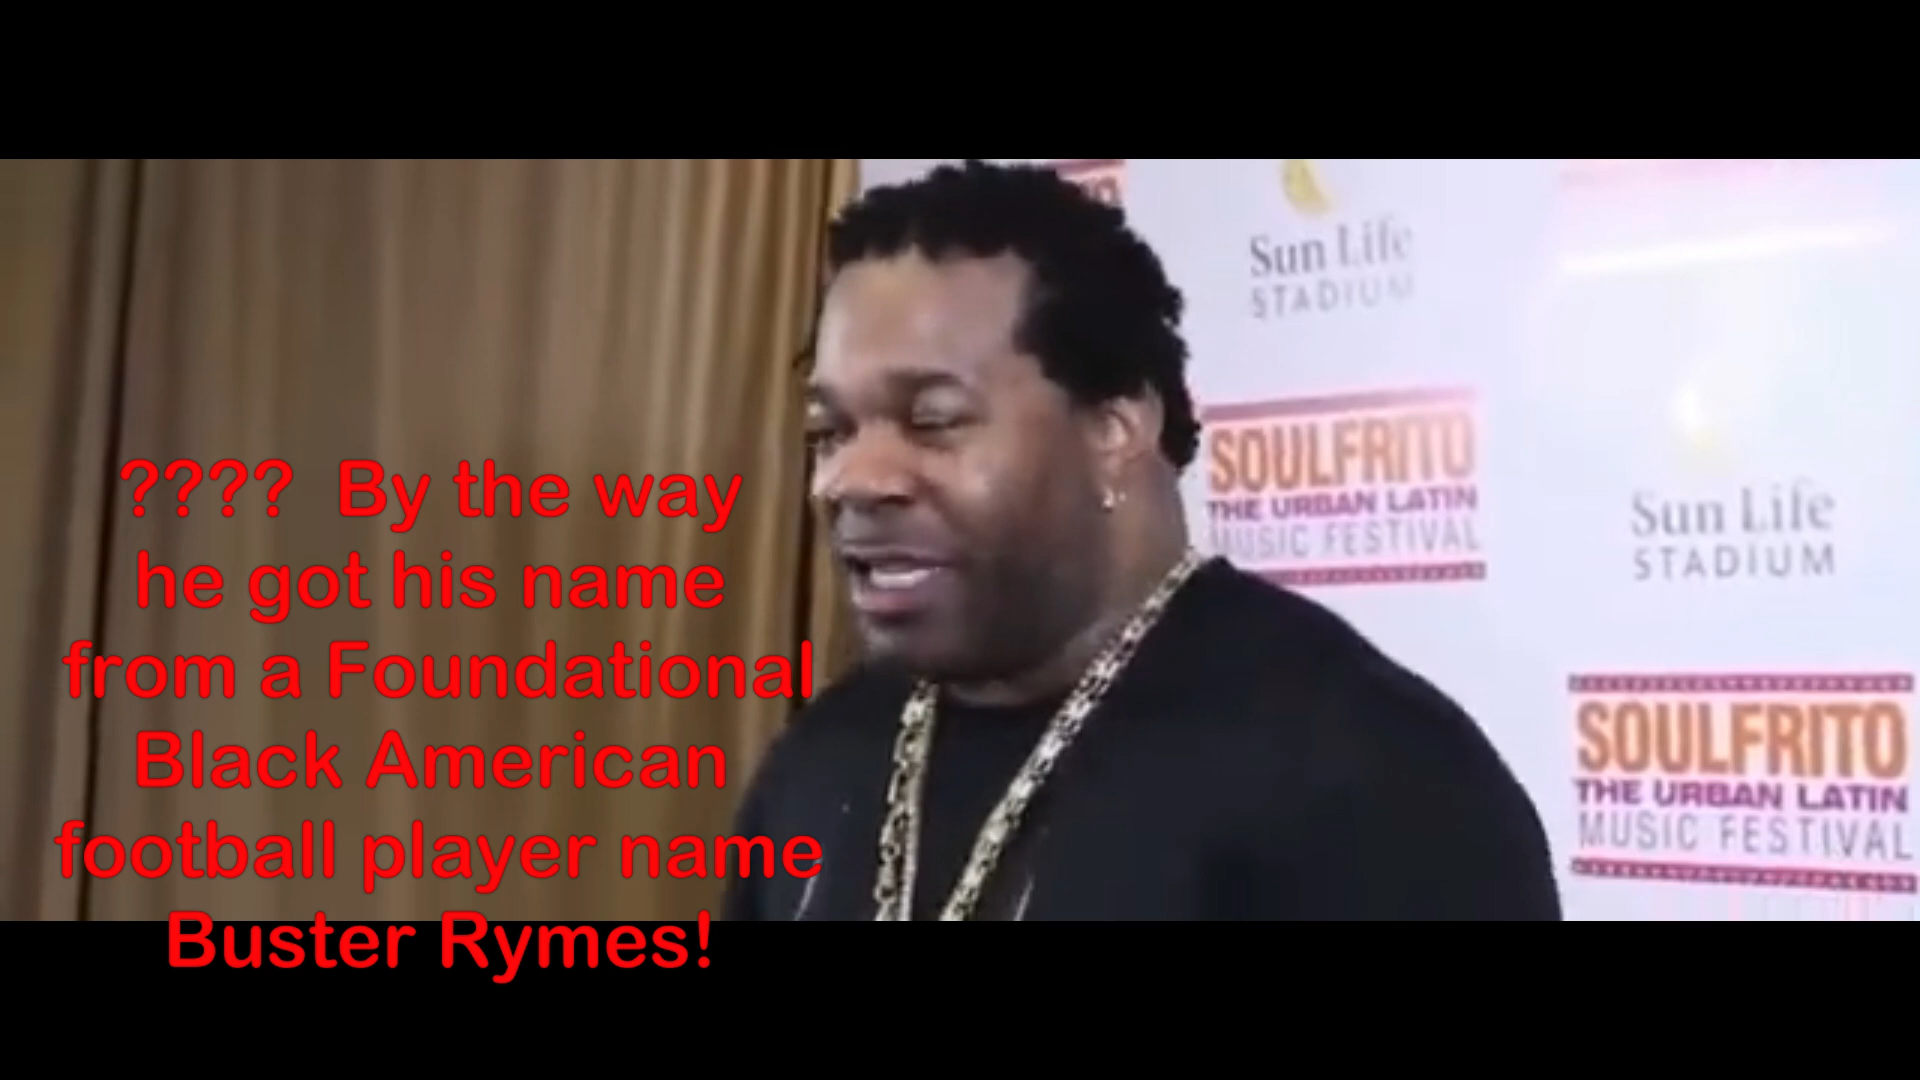 ???? By the way
he got his name
from a Foundational
Black American
football player name
Buster Rymes!
Sun Life
STADIUM
SOULFRITO
THE URBAN LATIN
MUSIC FESTIVAL
Sun Life
STADIUM
SOULFRITO
THE URBAN LATIN
MUSIC FESTIVAL